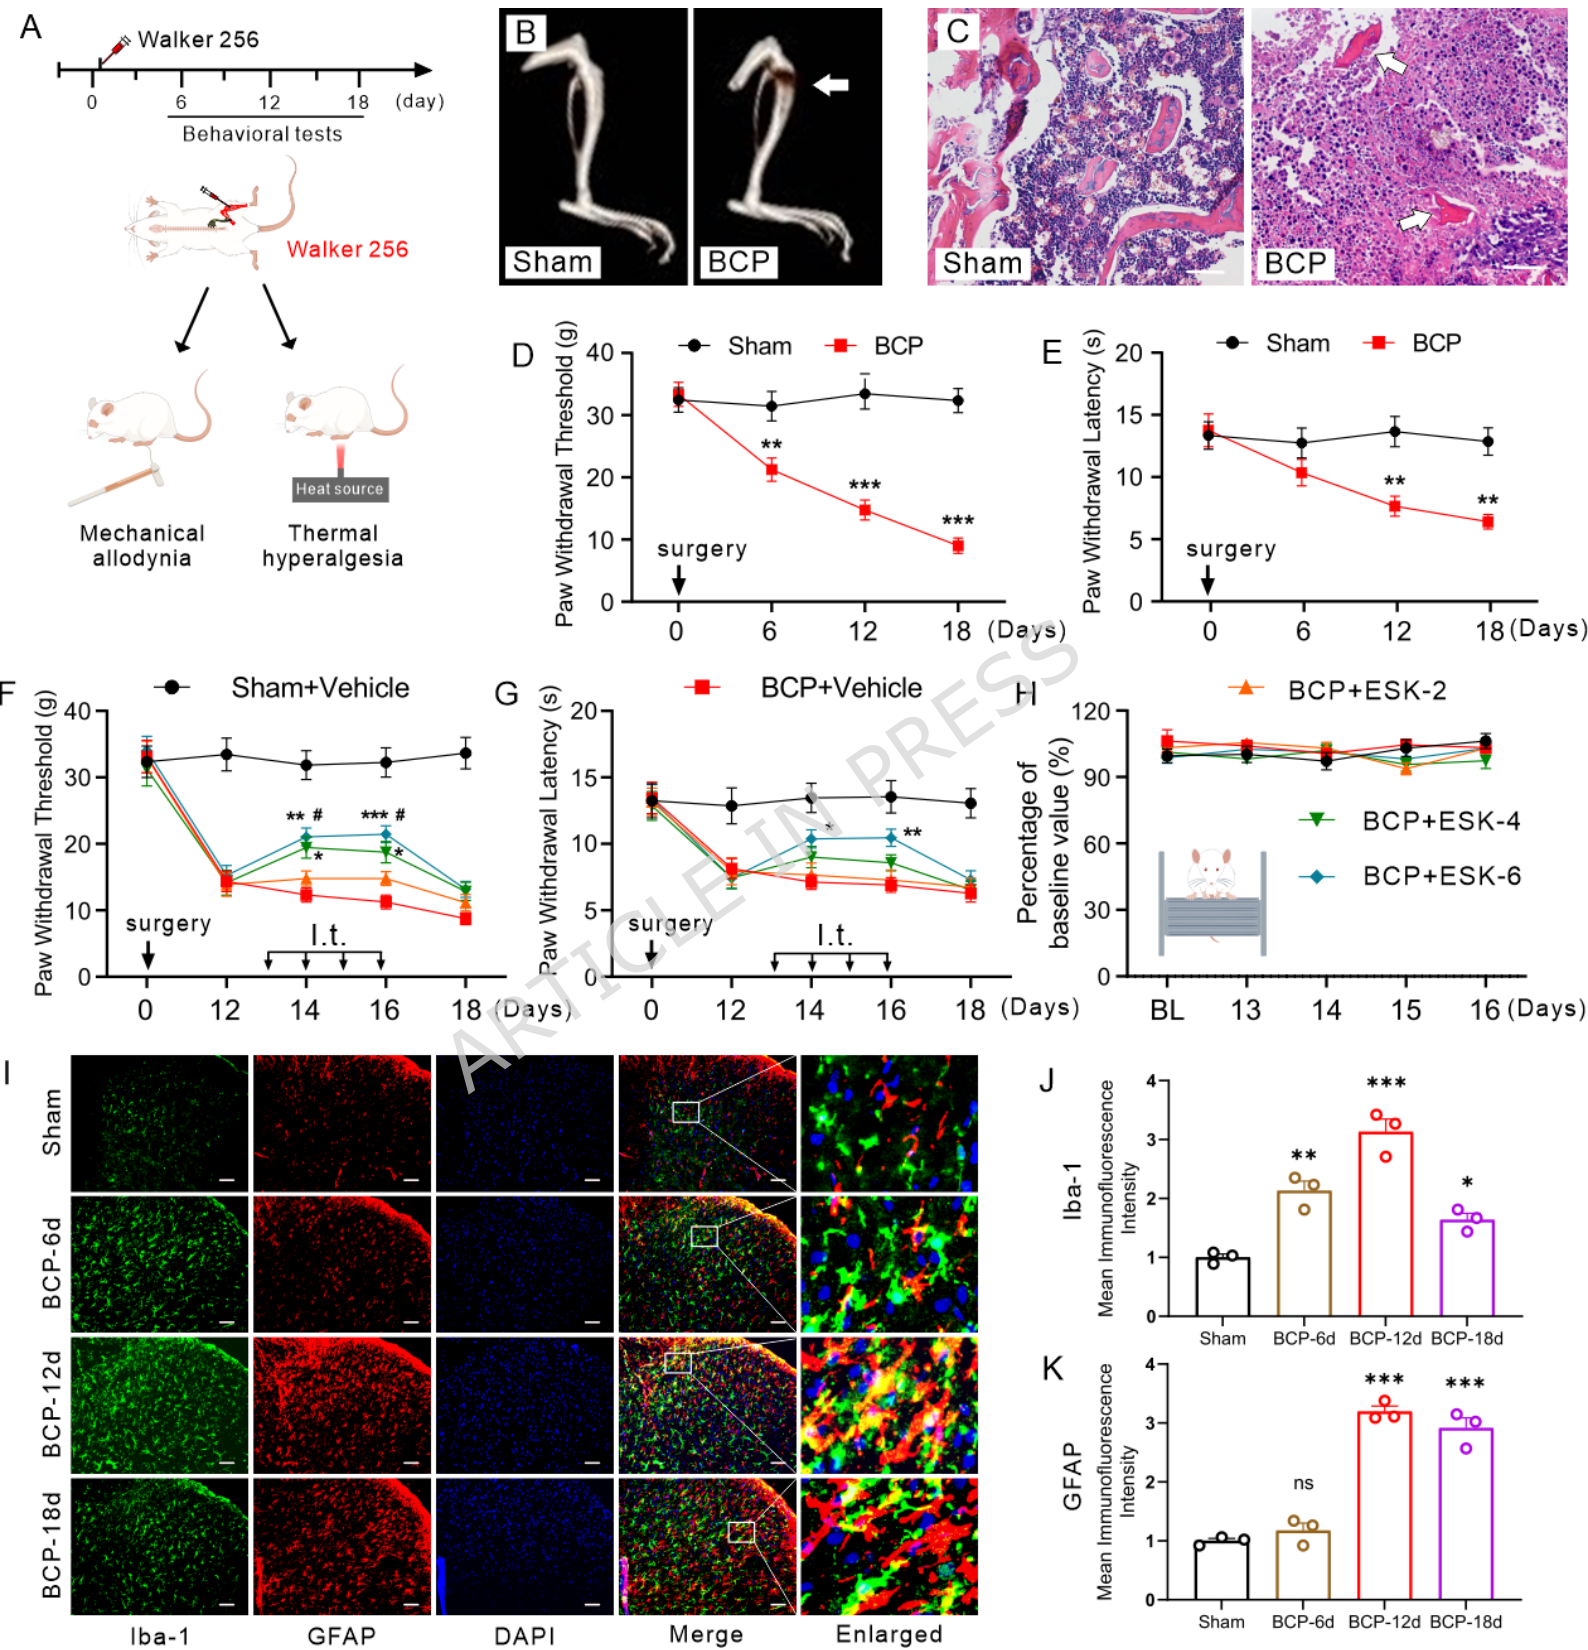 A
Walker 256
0 6 12 18 (day)
Behavioral tests
Walker 256
Heat source
Mechanical
allodynia
Thermal
hyperalgesia
B
Sham
BCP
C
Sham
BCP
D
Sham
BCP
Paw Withdrawal Threshold (g)
40
30
20
10
0
**
***
***
surgery
0 6 12 18 (Days)
E
Sham
BCP
Paw Withdrawal Latency (s)
20
15
10
5
0
**
**
surgery
0 6 12 18 (Days)
F
Sham+Vehicle
Paw Withdrawal Threshold (g)
40
30
20
10
0
** #
*** #
*
*
surgery
I.t.
0 12 14 16 18 (Days)
G
BCP+Vehicle
Paw Withdrawal Latency (s)
20
15
10
5
0
*
**
surgery
I.t.
0 12 14 16 18 (Days)
H
BCP+ESK-2
Percentage of
baseline value (%)
120
90
60
30
0
BCP+ESK-4
BCP+ESK-6
BL 13 14 15 16 (Days)
ARTICLE IN PRESS
I
Sham
BCP-6d
BCP-12d
BCP-18d
Iba-1 GFAP DAPI Merge Enlarged
J
Iba-1
Mean Immunofluorescence
Intensity
4
3
2
1
0
**
***
*
Sham BCP-6d BCP-12d BCP-18d
K
GFAP
Mean Immunofluorescence
Intensity
4
3
2
1
0
ns
***
***
Sham BCP-6d BCP-12d BCP-18d